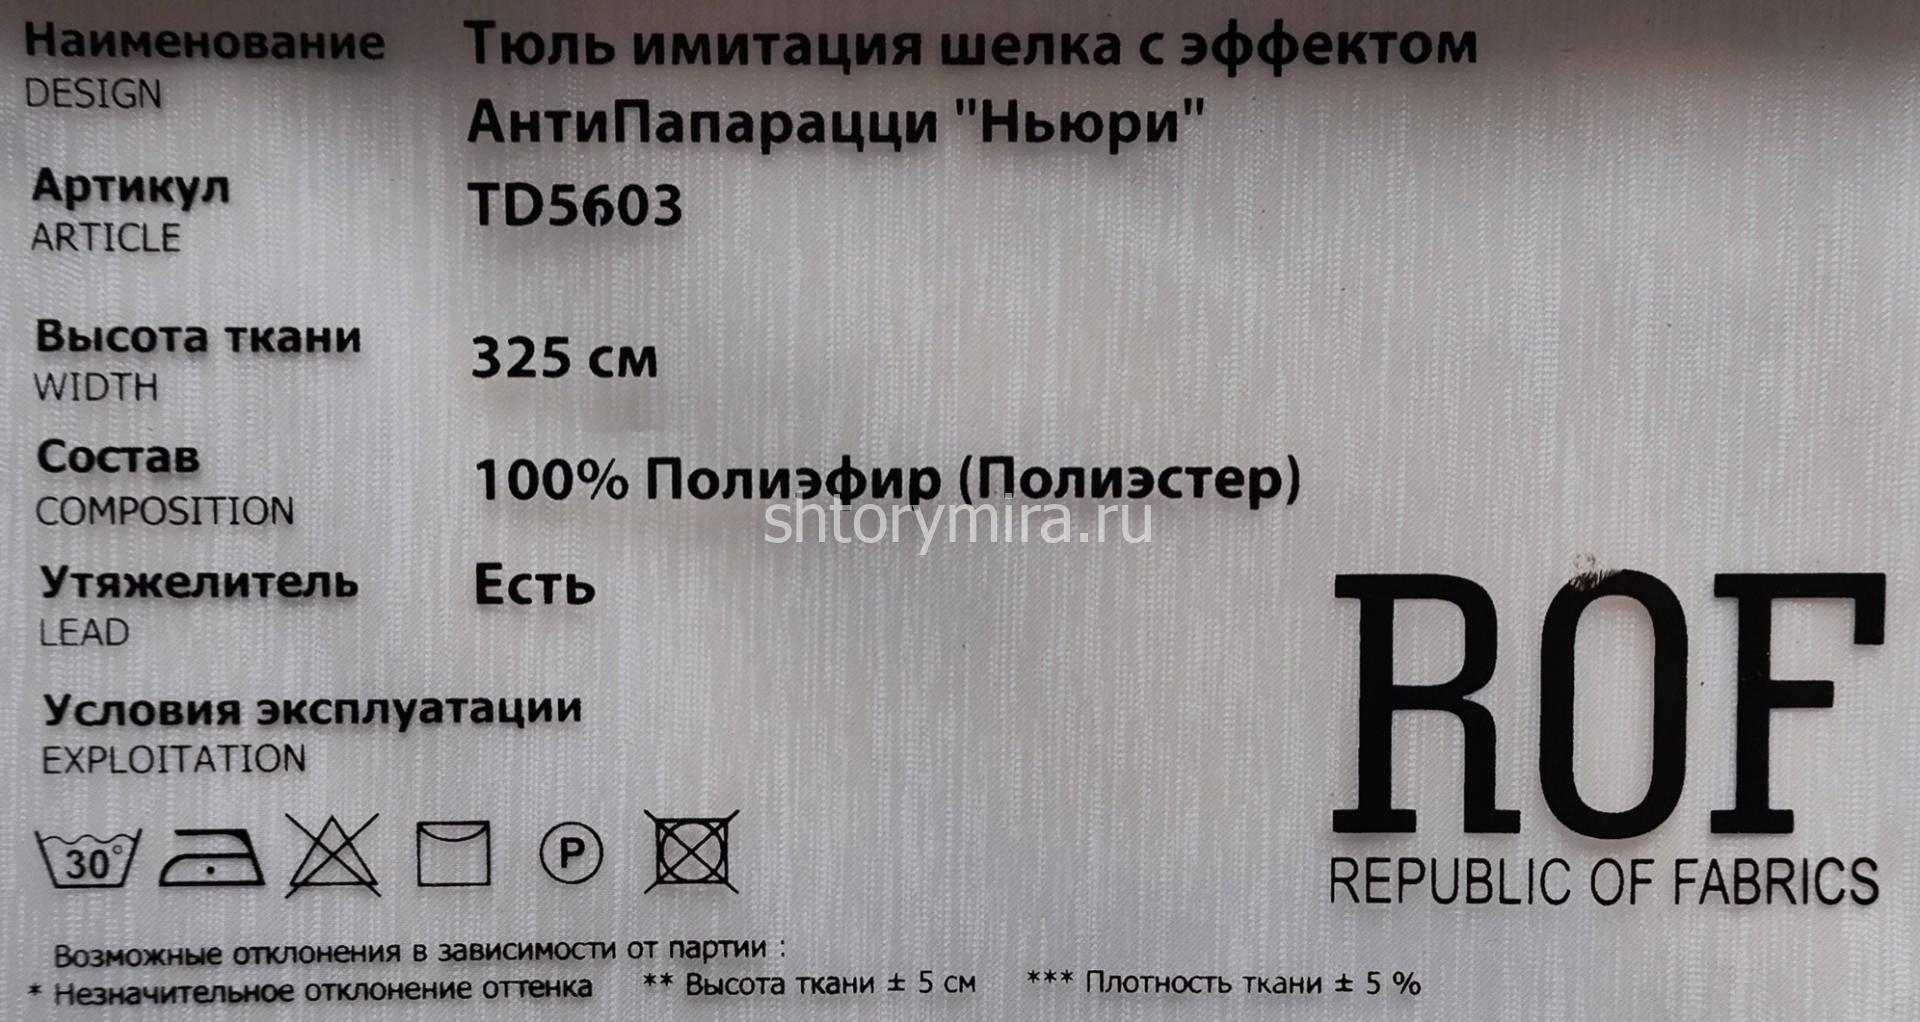 Наименование
DESIGN
Тюль имитация шелка с эффектом
АнтиПапарацци "Ньюри"
Артикул
ARTICLE
TD5603
Высота ткани
WIDTH
325 см
Состав
COMPOSITION
100% Полиэфир (Полиэстер)
shtorymira.ru
Утяжелитель
LEAD
Есть
Условия эксплуатации
EXPLOITATION
30°
P
ROF
REPUBLIC OF FABRICS
Возможные отклонения в зависимости от партии :
* Незначительное отклонение оттенка ** Высота ткани ± 5 см *** Плотность ткани ± 5 %